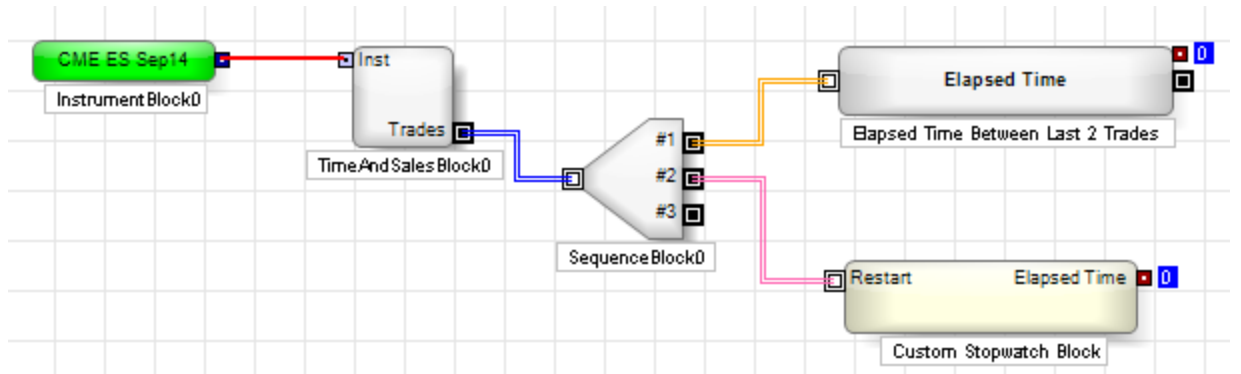 CME ES Sep14
InstrumentBlock0
Inst
Trades
TimeAndSalesBlock0
#1
#2
#3
SequenceBlock0
Elapsed Time
0
Elapsed Time Between Last 2 Trades
Restart
Elapsed Time
0
Custom Stopwatch Block